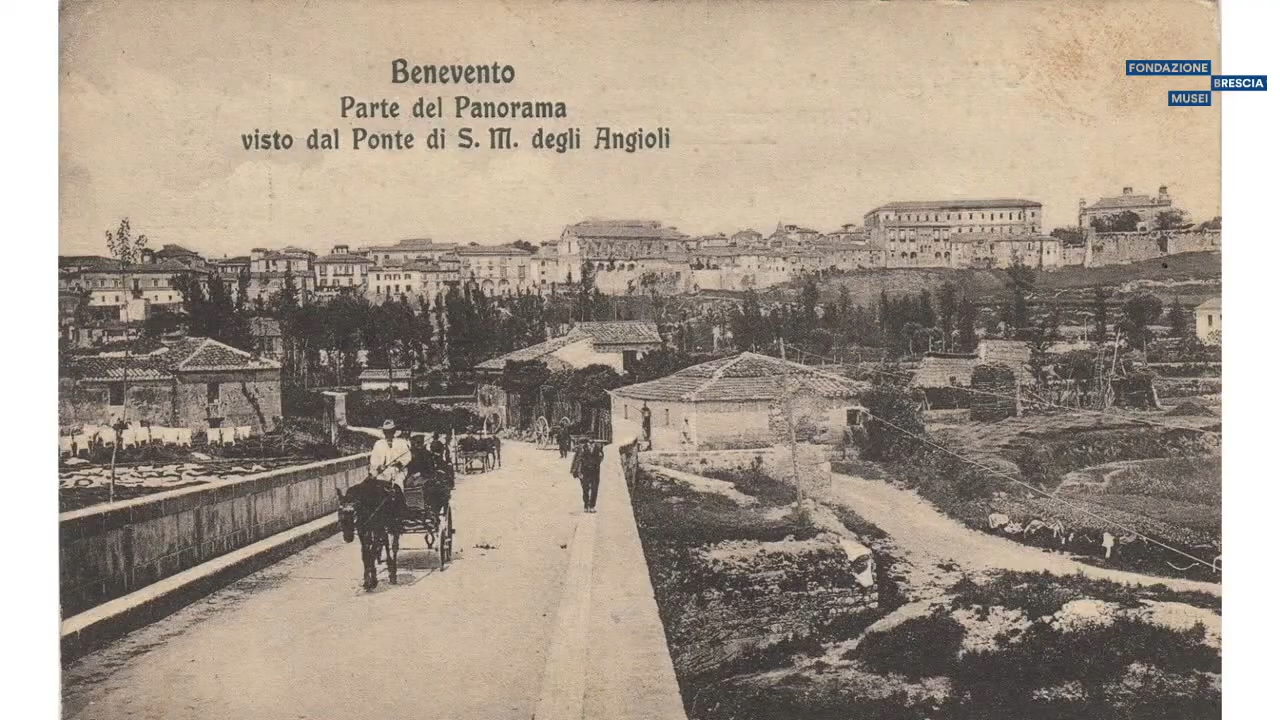 Benevento
Parte del Panorama
visto dal Ponte di S. M. degli Angioli
FONDAZIONE
BRESCIA
MUSEI